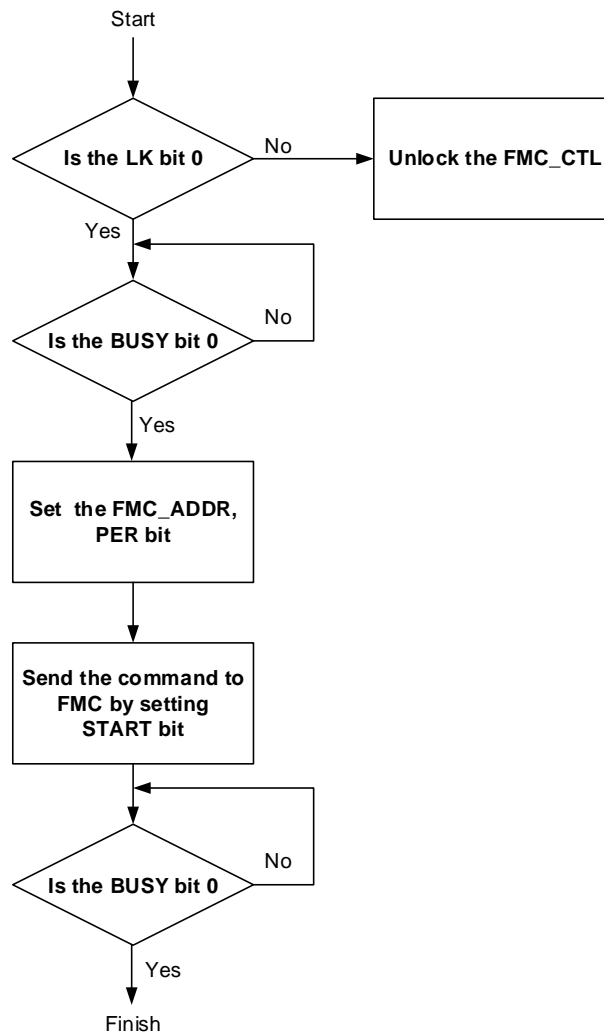 Start
Is the LK bit 0
No
Unlock the FMC_CTL
Yes
Is the BUSY bit 0
No
Yes
Set the FMC_ADDR,
PER bit
Send the command to
FMC by setting
START bit
Is the BUSY bit 0
No
Yes
Finish